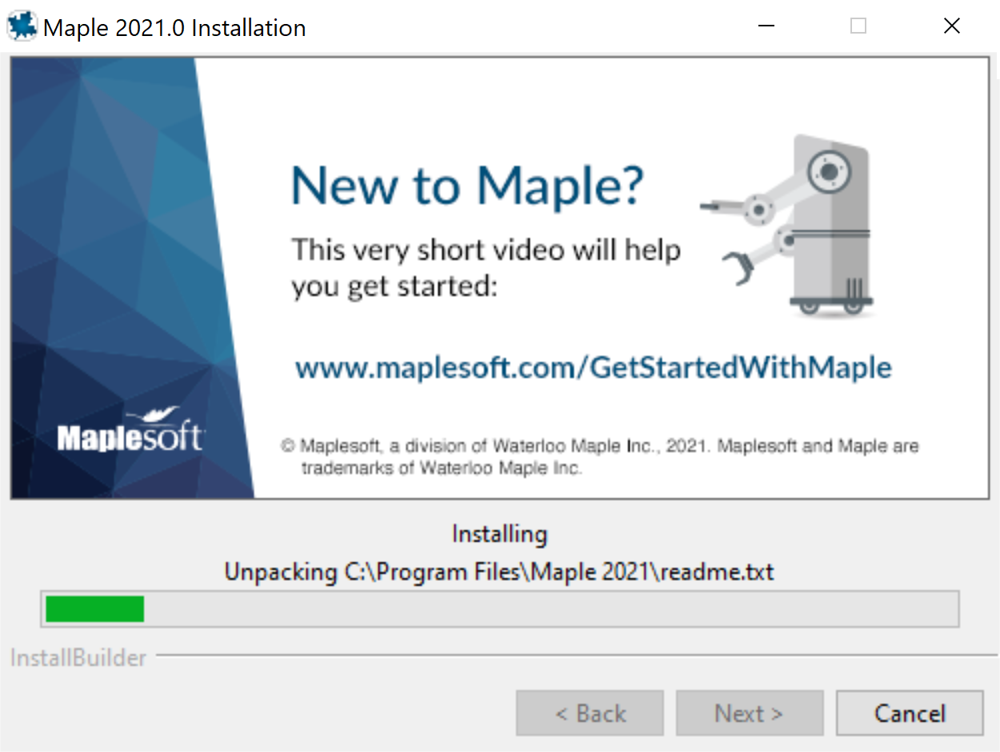 Maple 2021.0 Installation
New to Maple?
This very short video will help
you get started:
www.maplesoft.com/GetStartedWithMaple
Maplesoft
© Maplesoft, a division of Waterloo Maple Inc., 2021. Maplesoft and Maple are
trademarks of Waterloo Maple Inc.
Installing
Unpacking C:\Program Files\Maple 2021\readme.txt
InstallBuilder
< Back
Next >
Cancel